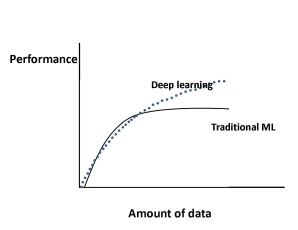 Performance
Deep learning
Traditional ML
Amount of data